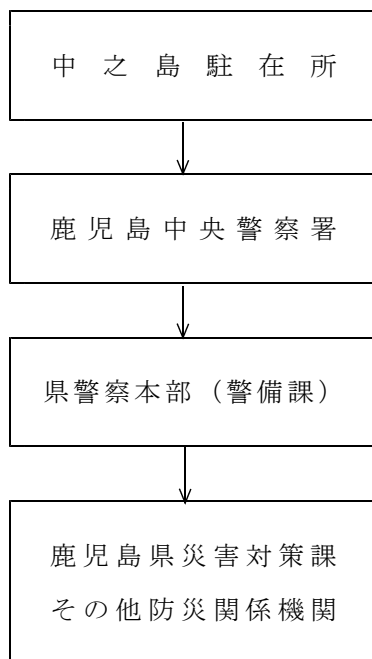 中之島駐在所
鹿児島中央警察署
県警察本部（警備課）
鹿児島県災害対策課
その他防災関係機関